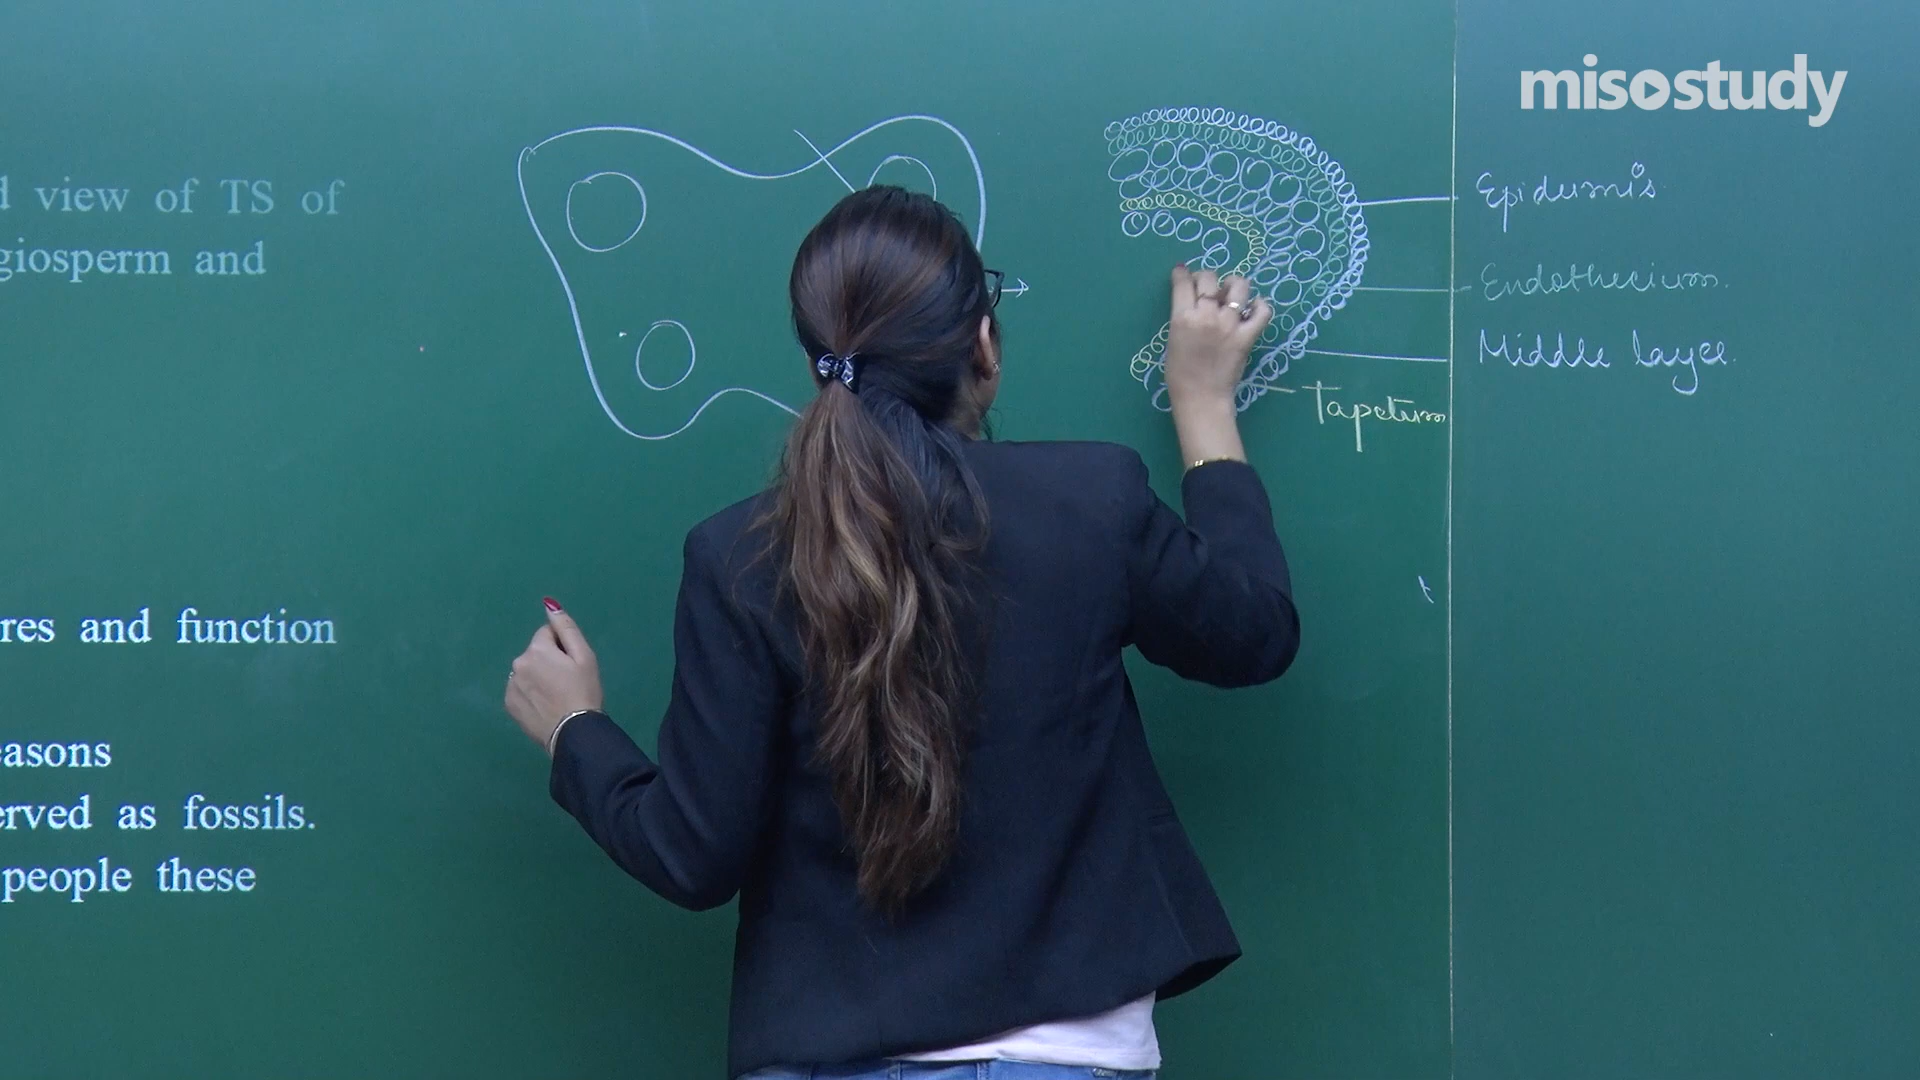 misostudy
d view of TS of
giosperm and
res and function
easons
erved as fossils.
people these
Epidermis
Endothecium.
Middle layer.
Tapetum